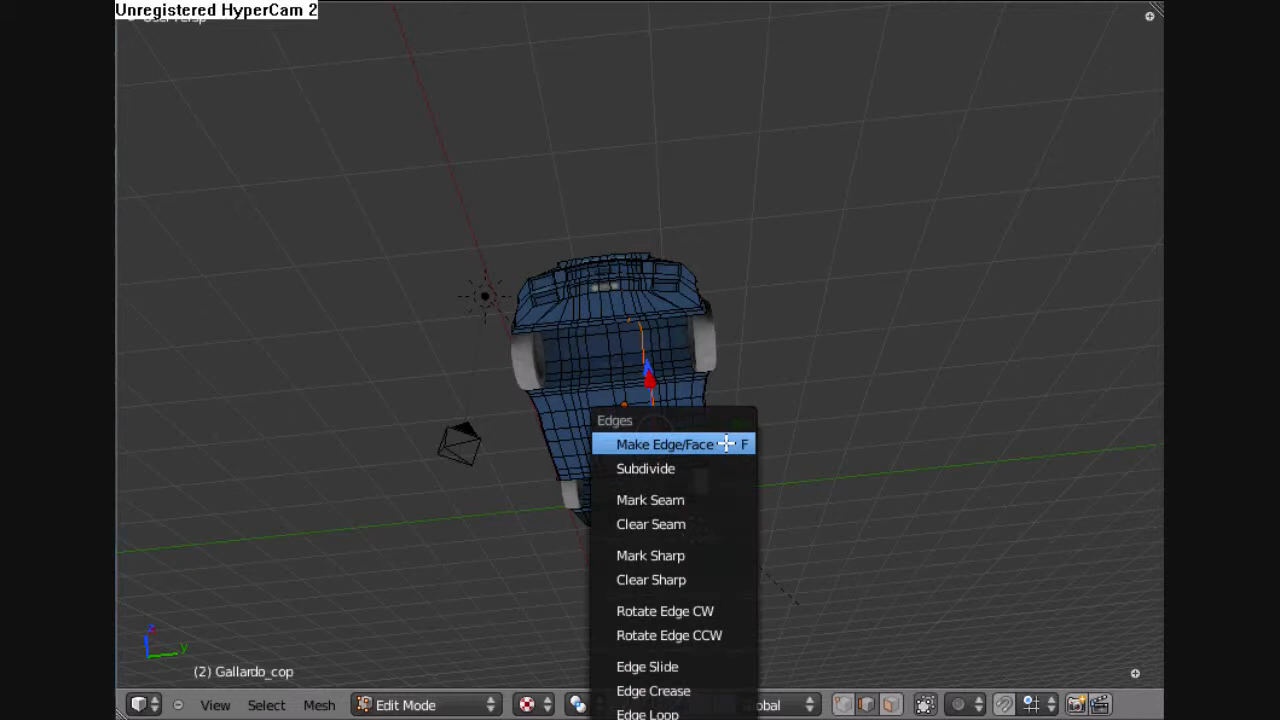 Unregistered HyperCam 2
Edges
Make Edge/Face F
Subdivide
Mark Seam
Clear Seam
Mark Sharp
Clear Sharp
Rotate Edge CW
Rotate Edge CCW
Edge Slide
Edge Crease
Edge Loop
z
y
(2) Gallardo_cop
View Select Mesh Edit Mode